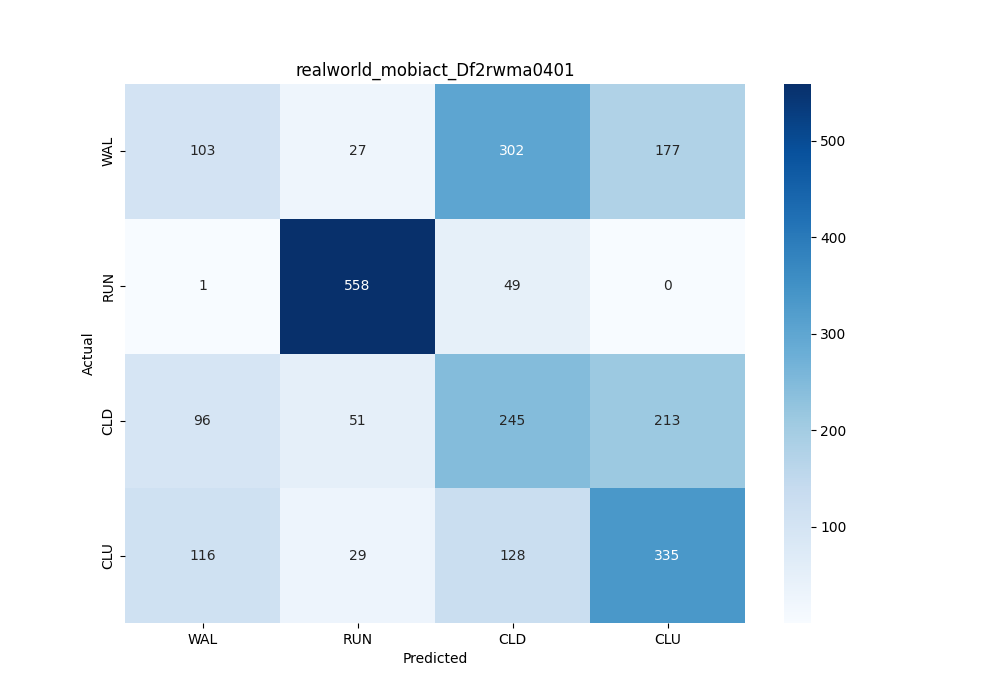 realworld_mobiact_Df2rwma0401
WAL 103 27 302 177
RUN 1 558 49 0
CLD 96 51 245 213
CLU 116 29 128 335
WAL RUN CLD CLU
Predicted
Actual
500
400
300
200
100